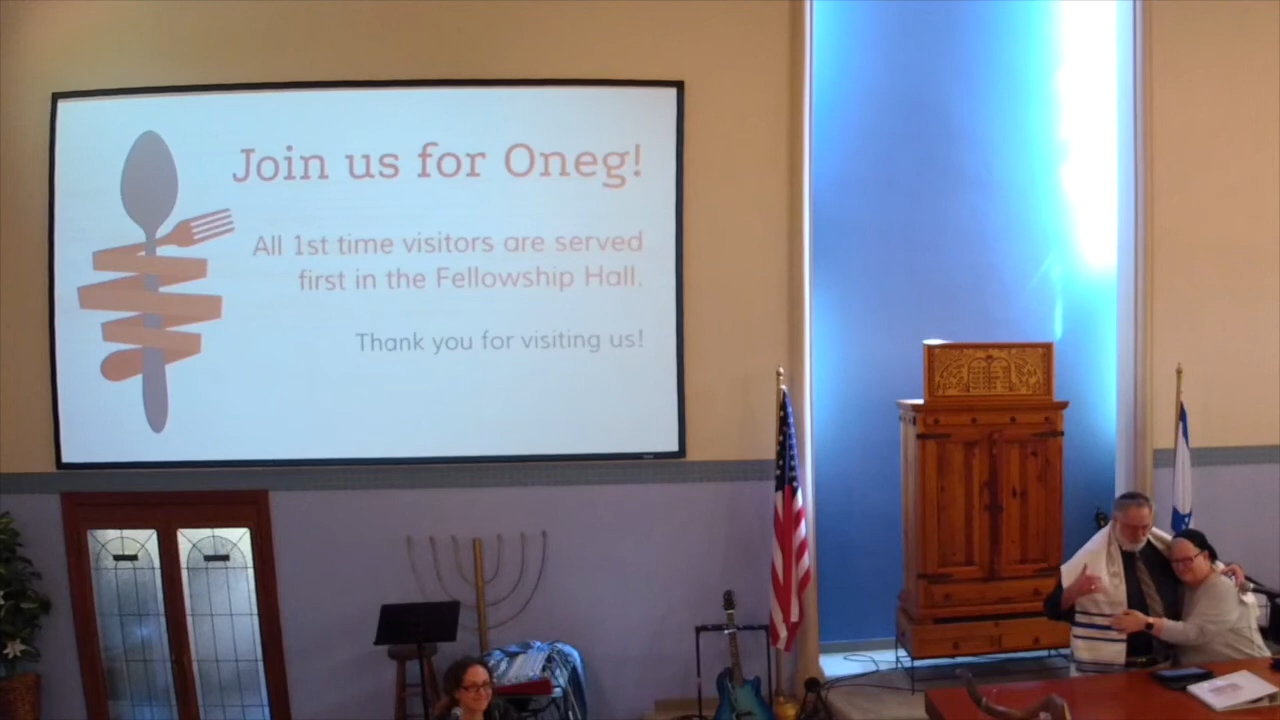 Join us for Oneg!
All 1st time visitors are served
first in the Fellowship Hall.
Thank you for visiting us!